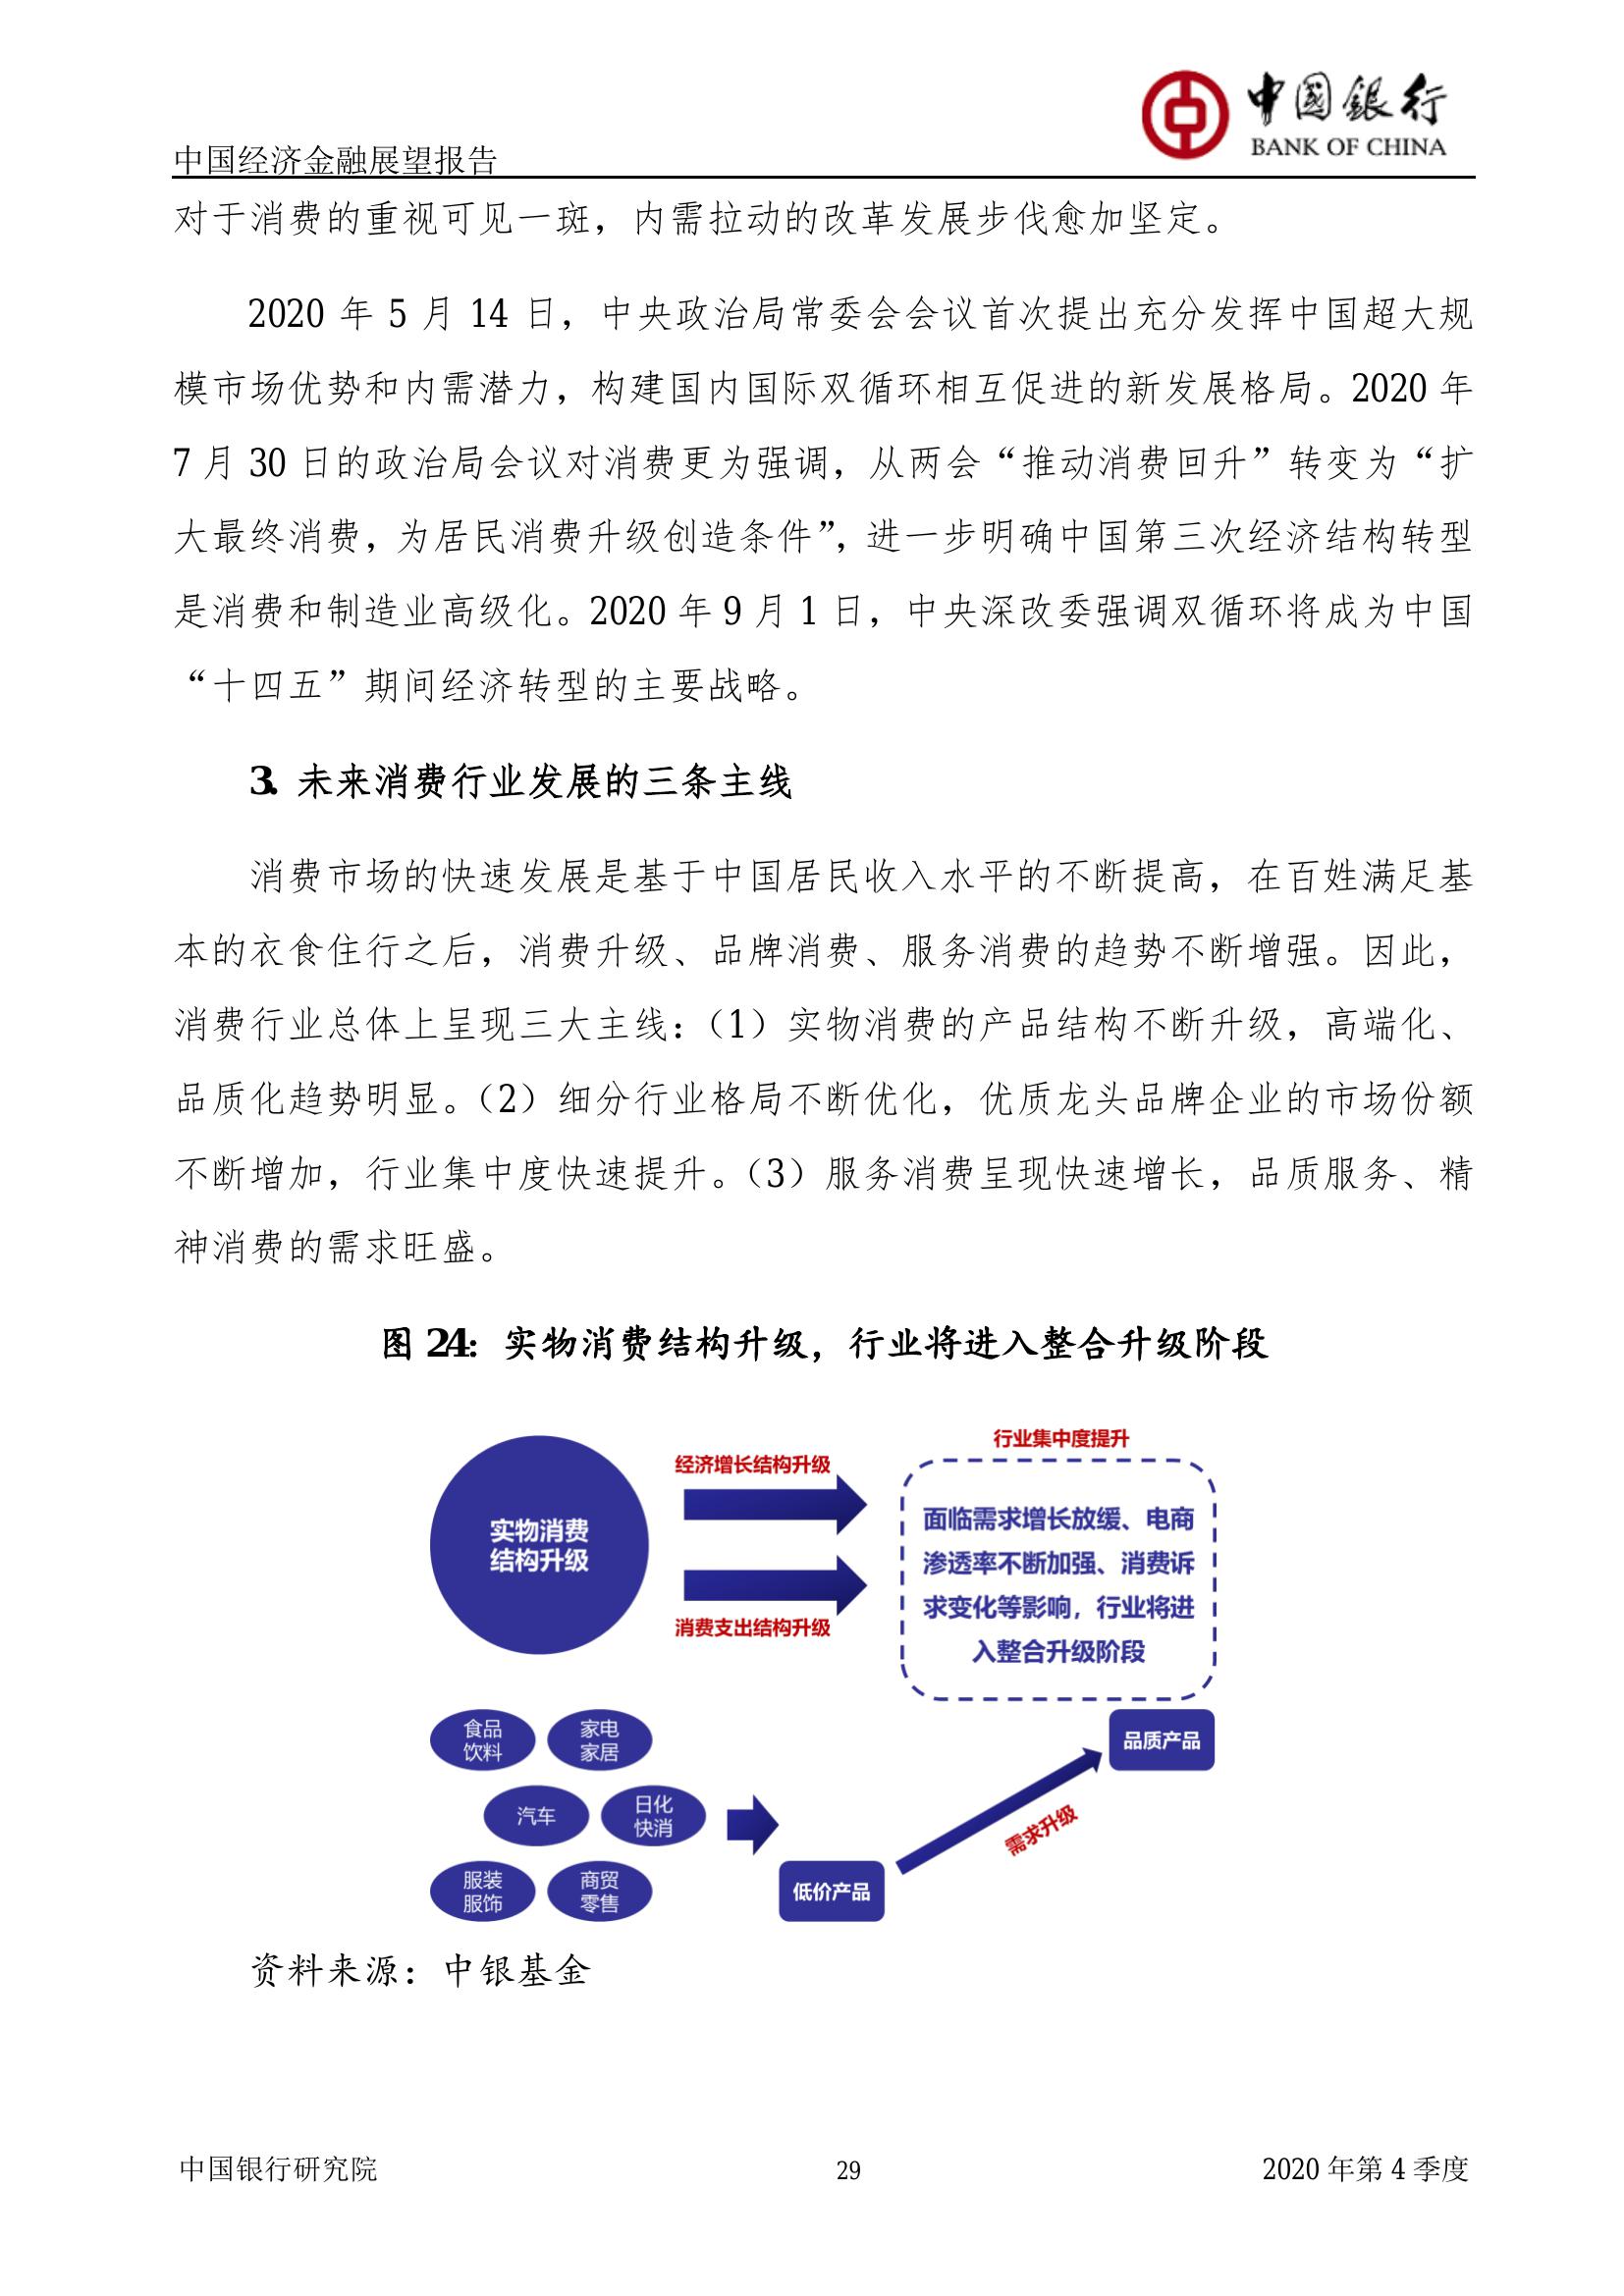 中国银行
BANK OF CHINA
中国经济金融展望报告
对于消费的重视可见一斑，内需拉动的改革发展步伐愈加坚定。
2020 年 5 月 14 日，中央政治局常委会会议首次提出充分发挥中国超大规
模市场优势和内需潜力，构建国内国际双循环相互促进的新发展格局。2020 年
7 月 30 日的政治局会议对消费更为强调，从两会“推动消费回升”转变为“扩
大最终消费，为居民消费升级创造条件”，进一步明确中国第三次经济结构转型
是消费和制造业高级化。2020 年 9 月 1 日，中央深改委强调双循环将成为中国
“十四五”期间经济转型的主要战略。
3. 未来消费行业发展的三条主线
消费市场的快速发展是基于中国居民收入水平的不断提高，在百姓满足基
本的衣食住行之后，消费升级、品牌消费、服务消费的趋势不断增强。因此，
消费行业总体上呈现三大主线：（1）实物消费的产品结构不断升级，高端化、
品质化趋势明显。（2）细分行业格局不断优化，优质龙头品牌企业的市场份额
不断增加，行业集中度快速提升。（3）服务消费呈现快速增长，品质服务、精
神消费的需求旺盛。
图 24：实物消费结构升级，行业将进入整合升级阶段
实物消费
结构升级
经济增长结构升级
消费支出结构升级
行业集中度提升
面临需求增长放缓、电商
渗透率不断加强、消费诉
求变化等影响，行业将进
入整合升级阶段
食品
饮料
家电
家居
汽车
日化
快消
服装
服饰
商贸
零售
低价产品
需求升级
品质产品
资料来源：中银基金
中国银行研究院
29
2020 年第 4 季度